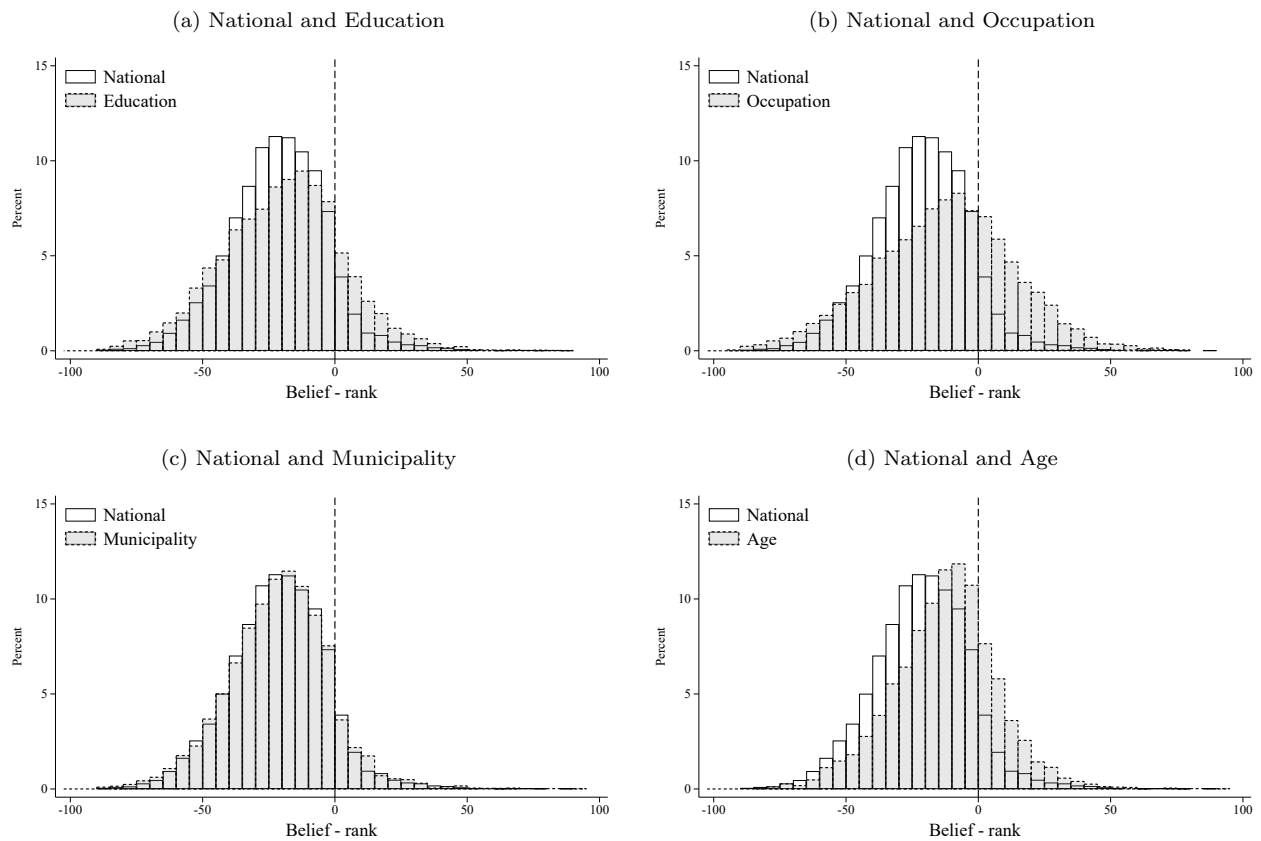 (a) National and Education
15
National
Education
10
Percent
5
0
-100 -50 0 50 100
Belief - rank
(b) National and Occupation
15
National
Occupation
10
Percent
5
0
-100 -50 0 50 100
Belief - rank
(c) National and Municipality
15
National
Municipality
10
Percent
5
0
-100 -50 0 50 100
Belief - rank
(d) National and Age
15
National
Age
10
Percent
5
0
-100 -50 0 50 100
Belief - rank